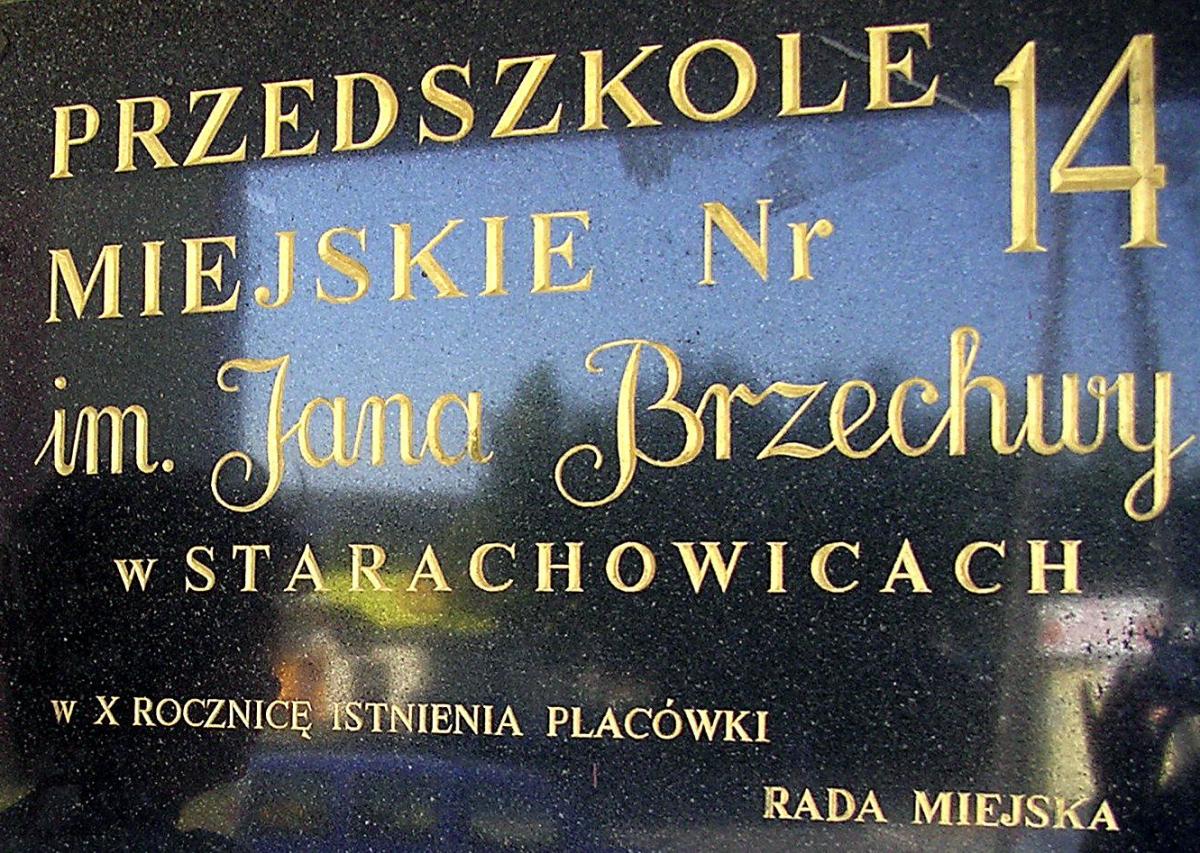 PRZEDSZKOLE 14
MIEJSKIE Nr
im. Jana Brzechwy
w STARACHOWICACH
w X ROCZNICĘ ISTNIENIA PLACÓWKI
RADA MIEJSKA